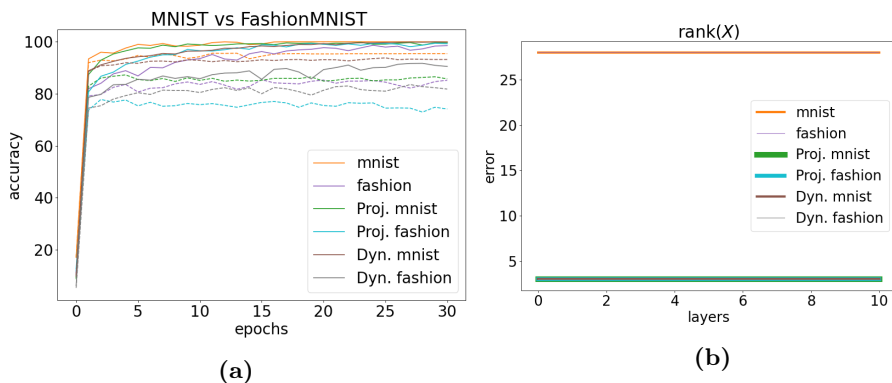 MNIST vs FashionMNIST
100
80
60
40
20
accuracy
0 5 10 15 20 25 30
epochs
mnist
fashion
Proj. mnist
Proj. fashion
Dyn. mnist
Dyn. fashion
(a)
rank(X)
25
20
15
10
5
error
0 2 4 6 8 10
layers
mnist
fashion
Proj. mnist
Proj. fashion
Dyn. mnist
Dyn. fashion
(b)